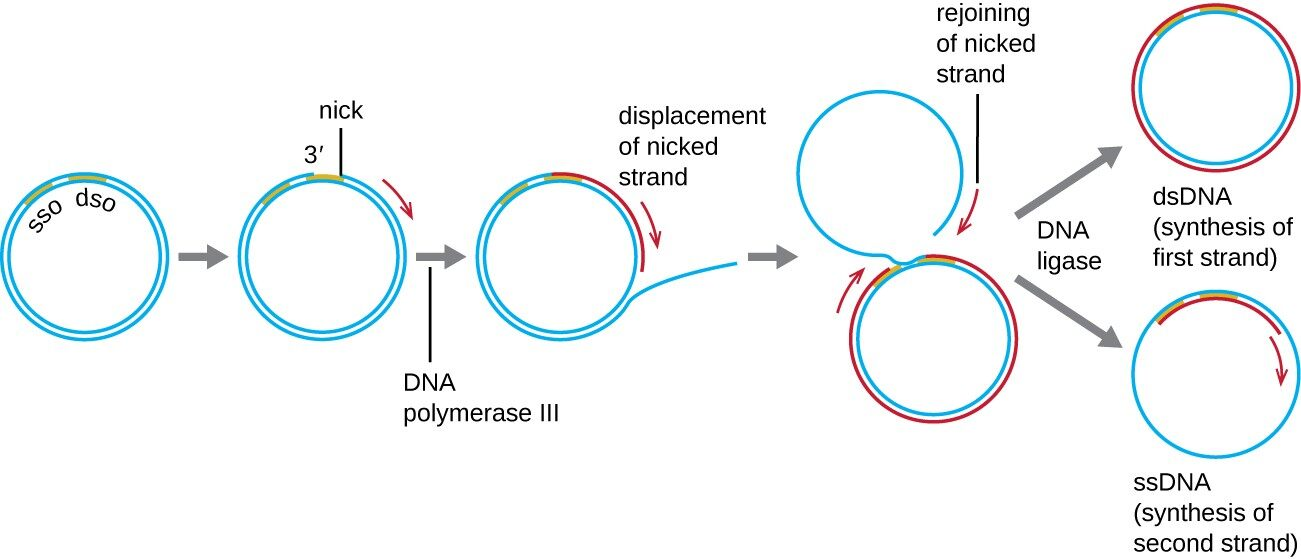 sso
dso
3′
nick
DNA
polymerase III
displacement
of nicked
strand
rejoining
of nicked
strand
DNA
ligase
dsDNA
(synthesis of
first strand)
ssDNA
(synthesis of
second strand)